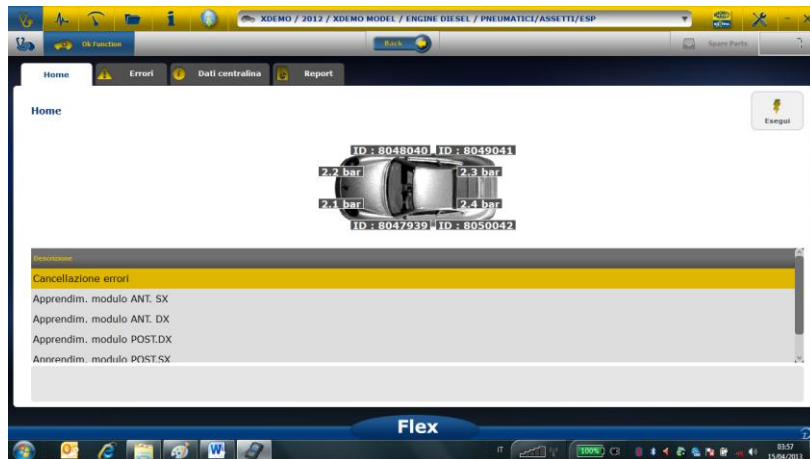 XDEMO / 2012 / XDEMO MODEL / ENGINE DIESEL / PNEUMATICI/ASSETTI/ESP
Ok Function
Back
Spare Parts
Home
Errori
Dati centralina
Report
Home
Esegui
ID : 8048040
ID : 8049041
2.2 bar
2.3 bar
2.1 bar
2.4 bar
ID : 8047939
ID : 8050042
Descrizione
Cancellazione errori
Apprendim. modulo ANT. SX
Apprendim. modulo ANT. DX
Apprendim. modulo POST.DX
Apprendim. modulo POST.SX
Flex
IT
100%
03:57
15/04/2013